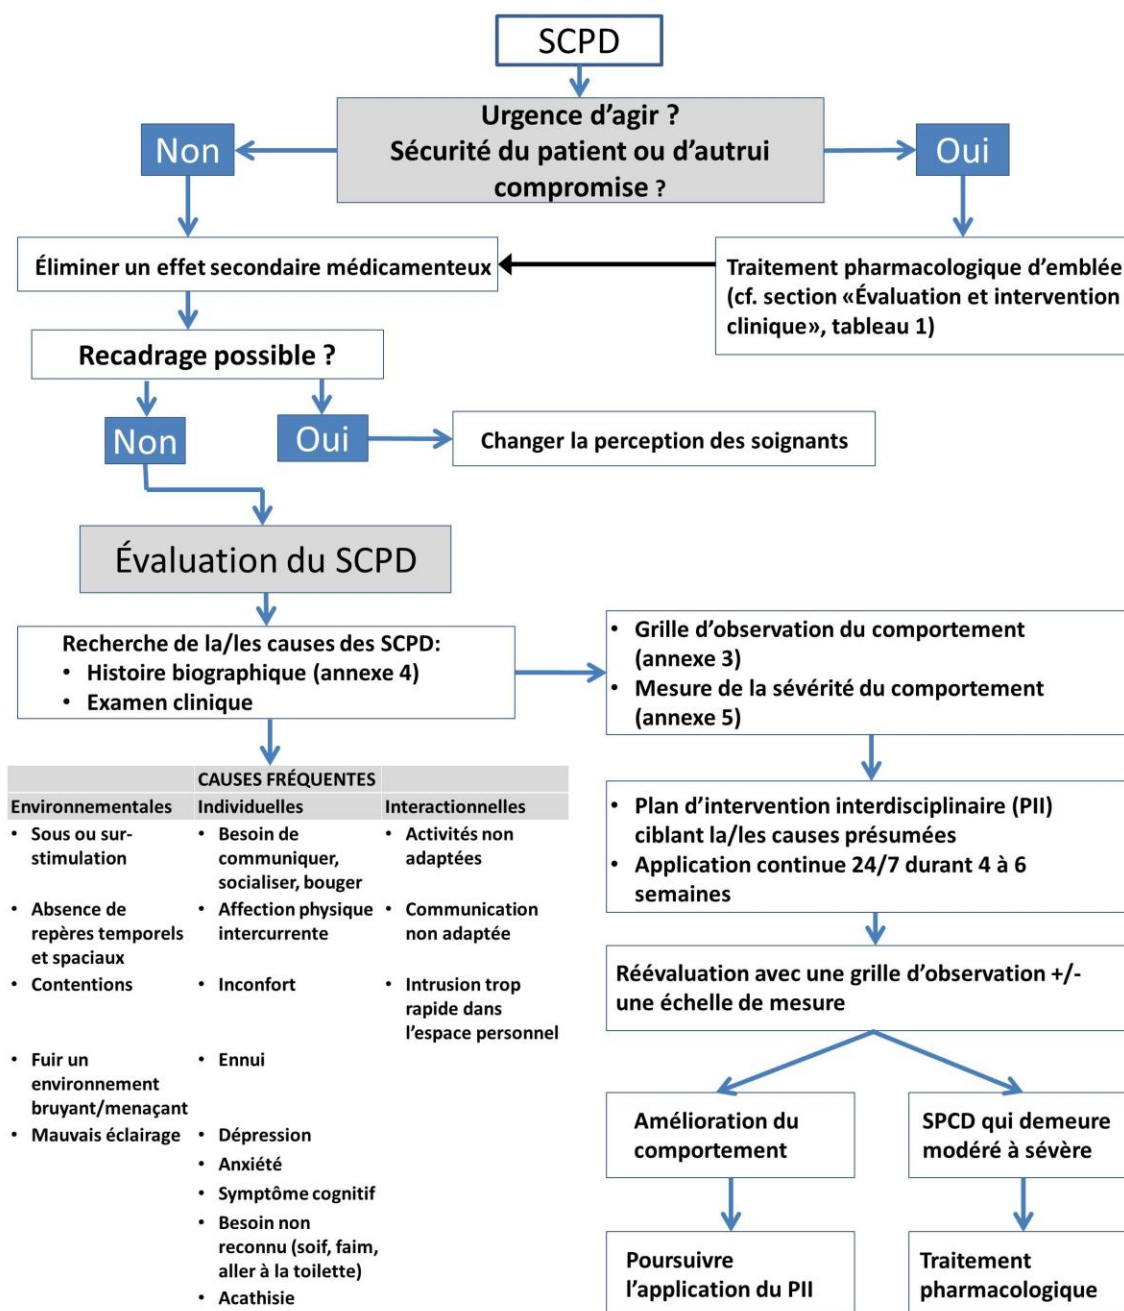 SCPD
Urgence d'agir ?
Sécurité du patient ou d'autrui
compromise ?
Non
Oui
Éliminer un effet secondaire médicamenteux
Traitement pharmacologique d'emblée
(cf. section «Évaluation et intervention
clinique», tableau 1)
Recadrage possible ?
Non
Oui
Changer la perception des soignants
Évaluation du SCPD
Recherche de la/les causes des SCPD:
• Histoire biographique (annexe 4)
• Examen clinique
• Grille d'observation du comportement
(annexe 3)
• Mesure de la sévérité du comportement
(annexe 5)
CAUSES FRÉQUENTES
Environnementales
Individuelles
Interactionnelles
• Sous ou sur-
stimulation
• Besoin de
communiquer,
socialiser, bouger
• Activités non
adaptées
• Absence de
repères temporels
et spaciaux
• Affection physique
intercurrente
• Communication
non adaptée
• Contentions
• Inconfort
• Intrusion trop
rapide dans
l'espace personnel
• Fuir un
environnement
bruyant/menaçant
• Ennui
• Mauvais éclairage
• Dépression
• Anxiété
• Symptôme cognitif
• Besoin non
reconnu (soif, faim,
aller à la toilette)
• Acathisie
• Plan d'intervention interdisciplinaire (PII)
ciblant la/les causes présumées
• Application continue 24/7 durant 4 à 6
semaines
Réévaluation avec une grille d'observation +/-
une échelle de mesure
Amélioration du
comportement
SPCD qui demeure
modéré à sévère
Poursuivre
l'application du PII
Traitement
pharmacologique